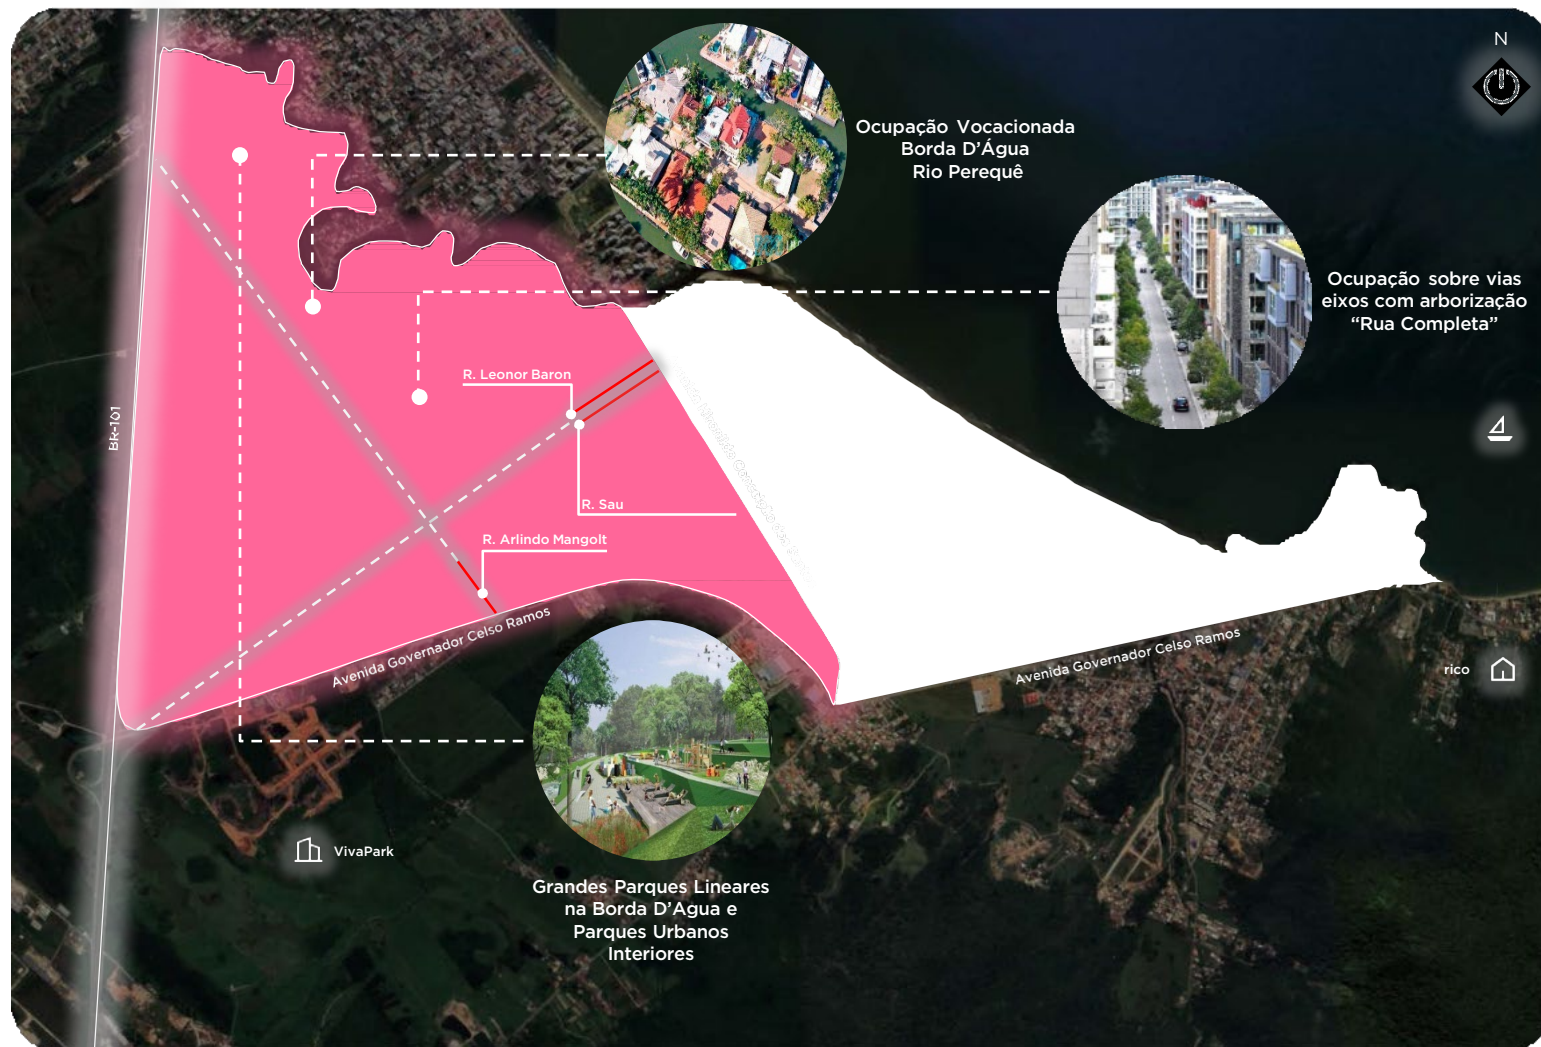 N
Ocupação Vocacionada
Borda D’Água
Rio Perequê
Ocupação sobre vias
eixos com arborização
“Rua Completa”
R. Leonor Baron
BR-101
R. Sau
R. Arlindo Mangolt
Avenida Governador Celso Ramos
Avenida Governador Celso Ramos
rico
VivaPark
Grandes Parques Lineares
na Borda D’Agua e
Parques Urbanos
Interiores